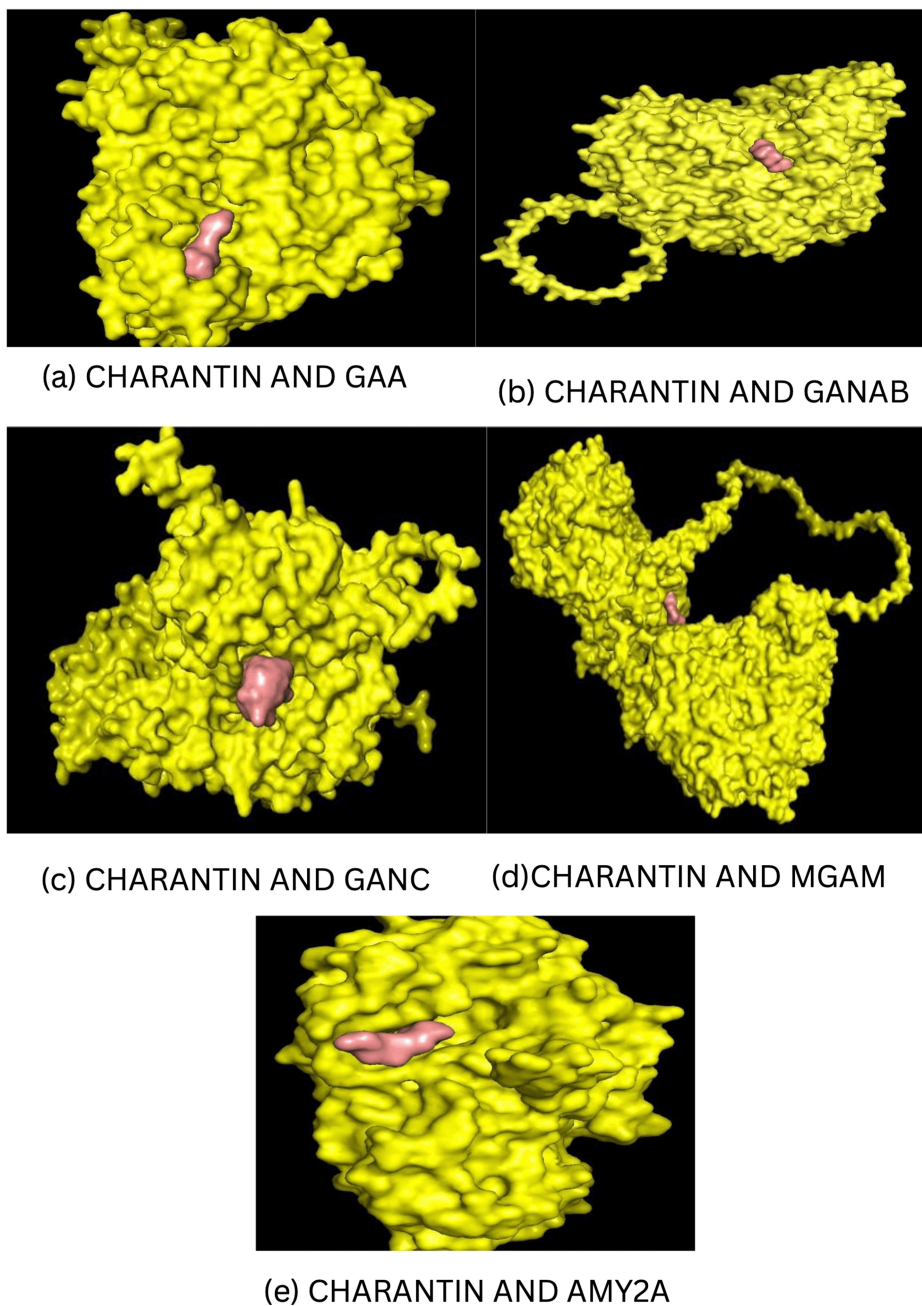 (a) CHARANTIN AND GAA
(b) CHARANTIN AND GANAB
(c) CHARANTIN AND GANC
(d)CHARANTIN AND MGAM
(e) CHARANTIN AND AMY2A